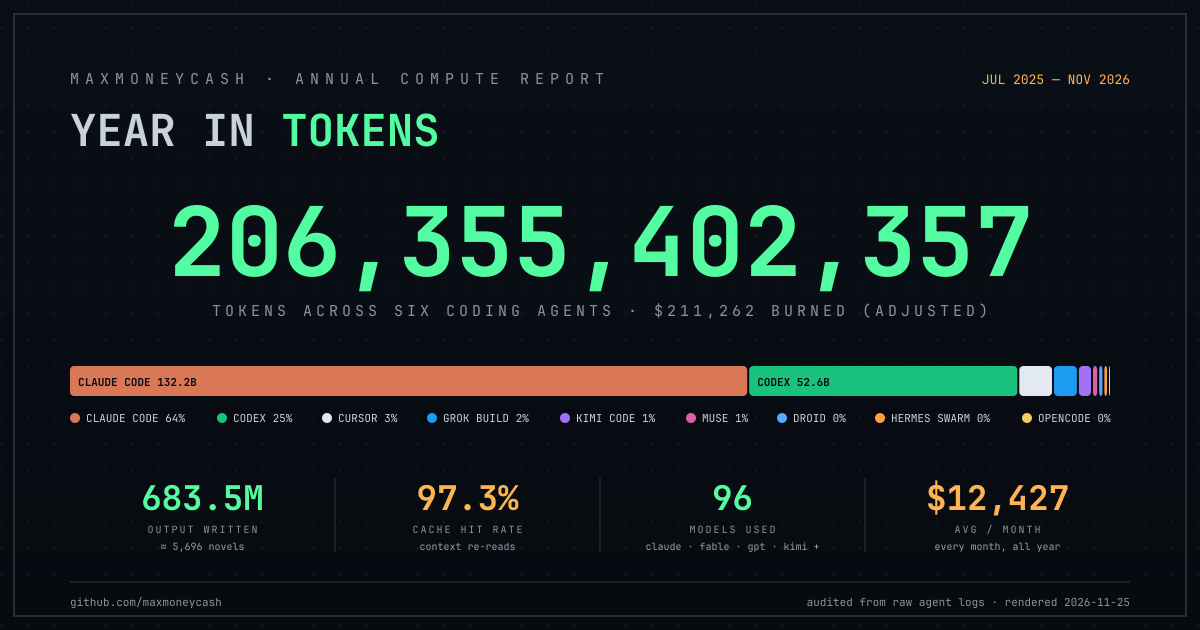 MAXMONEYCASH · ANNUAL COMPUTE REPORT
JUL 2025 — NOV 2026
YEAR IN TOKENS
206,355,402,357
TOKENS ACROSS SIX CODING AGENTS · $211,262 BURNED (ADJUSTED)
CLAUDE CODE 132.2B CODEX 52.6B
CLAUDE CODE 64% CODEX 25% CURSOR 3% GROK BUILD 2% KIMI CODE 1% MUSE 1% DROID 0% HERMES SWARM 0% OPENCODE 0%
683.5M 97.3% 96 $12,427
OUTPUT WRITTEN CACHE HIT RATE MODELS USED AVG / MONTH
≈ 5,696 novels context re-reads claude · fable · gpt · kimi + every month, all year
github.com/maxmoneycash audited from raw agent logs · rendered 2026-11-25